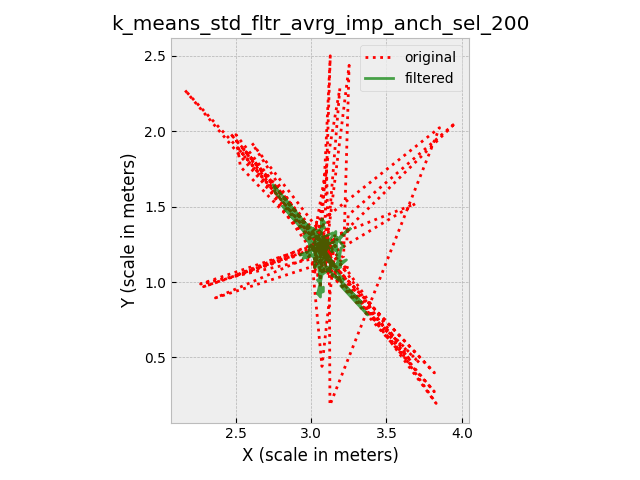 k_means_std_fltr_avrg_imp_anch_sel_200
original
filtered
2.5
2.0
1.5
1.0
0.5
Y (scale in meters)
2.5 3.0 3.5 4.0
X (scale in meters)